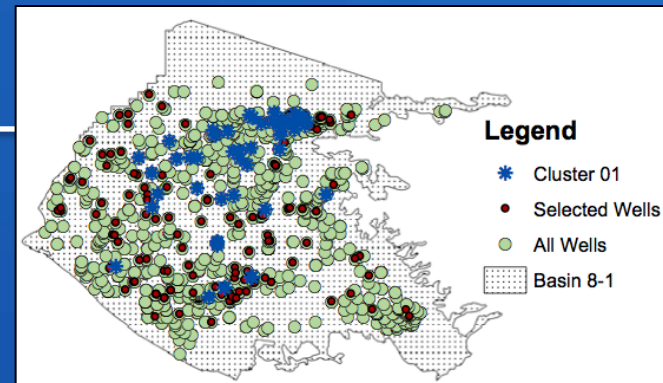 Legend
Cluster 01
Selected Wells
All Wells
Basin 8-1